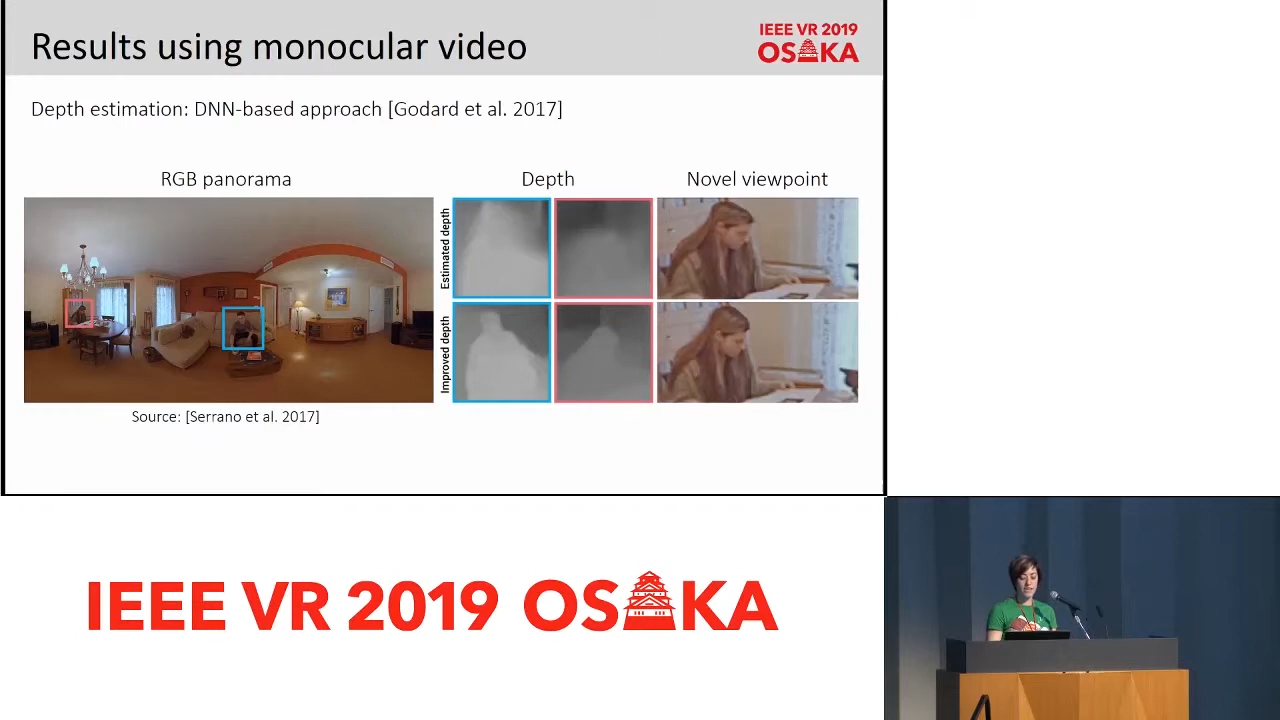 Results using monocular video
IEEE VR 2019
OSAKA
Depth estimation: DNN-based approach [Godard et al. 2017]
RGB panorama
Depth
Novel viewpoint
Estimated depth
Improved depth
Source: [Serrano et al. 2017]
IEEE VR 2019 OSAKA